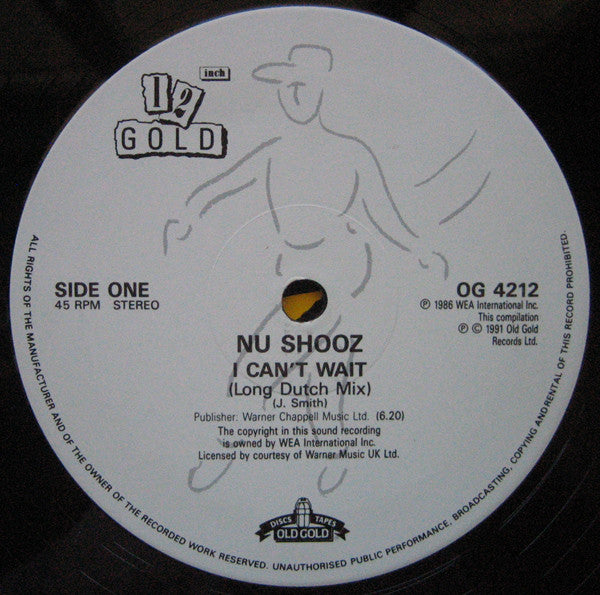 12 inch
GOLD
SIDE ONE
45 RPM STEREO
OG 4212
℗ 1986 WEA International Inc.
This compilation
℗ © 1991 Old Gold
Records Ltd.
NU SHOOZ
I CAN'T WAIT
(Long Dutch Mix)
(J. Smith)
Publisher: Warner Chappell Music Ltd. (6.20)
The copyright in this sound recording
is owned by WEA International Inc.
Licensed by courtesy of Warner Music UK Ltd.
DISCS TAPES
OLD GOLD
ALL RIGHTS OF THE MANUFACTURER AND OF THE OWNER OF THE RECORDED WORK RESERVED. UNAUTHORISED PUBLIC PERFORMANCE, BROADCASTING, COPYING AND RENTAL OF THIS RECORD PROHIBITED.